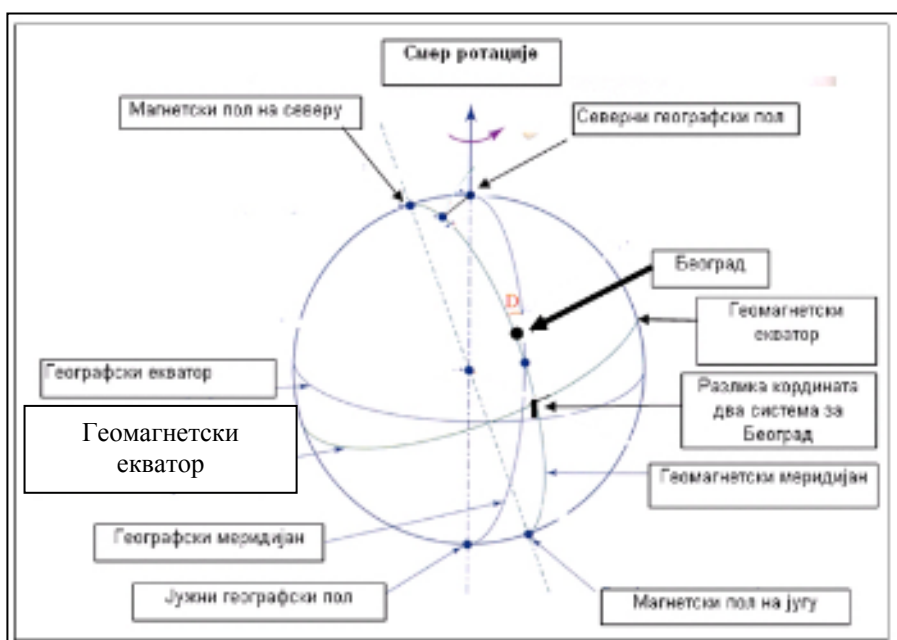 Смер ротације
Магнетски пол на северу
Северни географски пол
Београд
D
Геомагнетски
екватор
Географски екватор
Разлика кордината
два система за
Београд
Геомагнетски
екватор
Геомагнетски меридијан
Географски меридијан
Јужни географски пол
Магнетски пол на југу